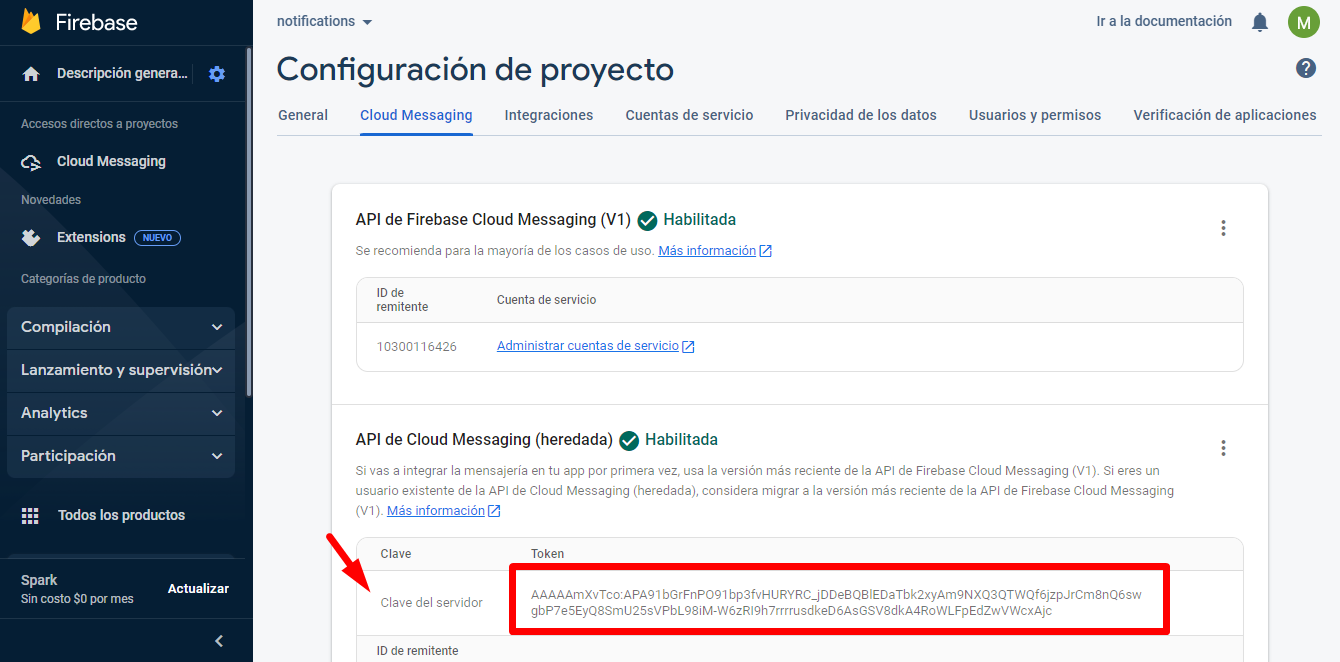 Firebase
notifications
Ir a la documentación
M
Descripción genera...
Configuración de proyecto
?
General
Cloud Messaging
Integraciones
Cuentas de servicio
Privacidad de los datos
Usuarios y permisos
Verificación de aplicaciones
Accesos directos a proyectos
Cloud Messaging
Novedades
Extensions NUEVO
Categorías de producto
Compilación
Lanzamiento y supervisión
Analytics
Participación
Todos los productos
Spark
Sin costo $0 por mes
Actualizar
API de Firebase Cloud Messaging (V1) Habilitada
Se recomienda para la mayoría de los casos de uso. Más información
ID de
remitente
Cuenta de servicio
10300116426
Administrar cuentas de servicio
API de Cloud Messaging (heredada) Habilitada
Si vas a integrar la mensajería en tu app por primera vez, usa la versión más reciente de la API de Firebase Cloud Messaging (V1). Si eres un
usuario existente de la API de Cloud Messaging (heredada), considera migrar a la versión más reciente de la API de Firebase Cloud Messaging
(V1). Más información
Clave
Token
Clave del servidor
AAAAAmXvTco:APA91bGrFnPO91bp3fvHURYRC_jDDeBQBlEDaTbk2xyAm9NXQ3QTWQf6jzpJrCm8nQ6sw
gbP7e5EyQ8SmU25sVPbL98iM-W6zRI9h7rrrrusdkeD6AsGSV8dkA4RoWLFpEdZwVWcxAjc
ID de remitente